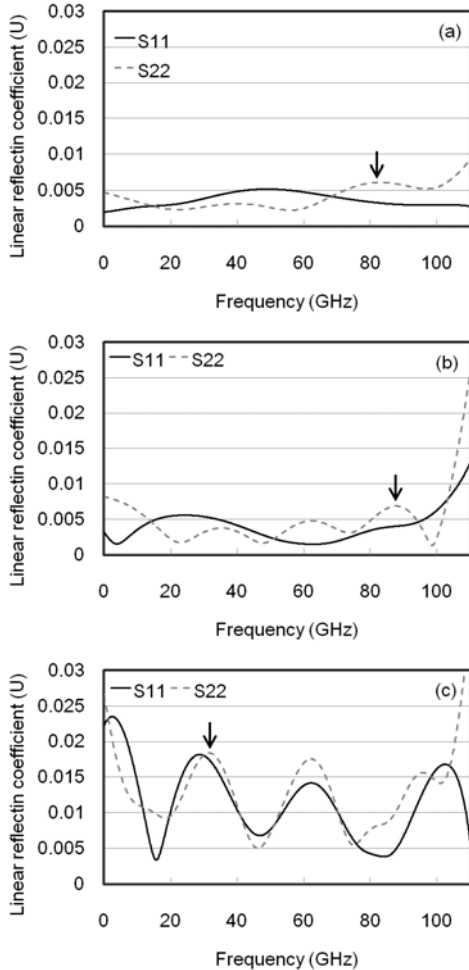 Linear reflectin coefficient (U)
0.03
0.025
0.02
0.015
0.01
0.005
0
(a)
S11
S22
0 20 40 60 80 100
Frequency (GHz)
Linear reflectin coefficient (U)
0.03
0.025
0.02
0.015
0.01
0.005
0
S11 S22 (b)
0 20 40 60 80 100
Frequency (GHz)
Linear reflectin coefficient (U)
0.03
0.025
0.02
0.015
0.01
0.005
0
S11 S22 (c)
0 20 40 60 80 100
Frequency (GHz)